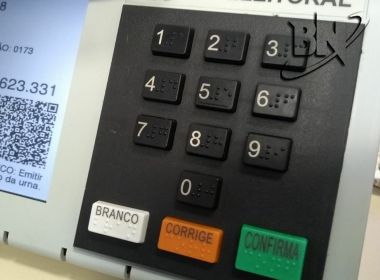 ELEITORAL
BN
8
ÃO: 0173
623.331
CO: Emitir
o da urna.
1 2 3
4 5 6
7 8 9
0
BRANCO CORRIGE CONFIRMA